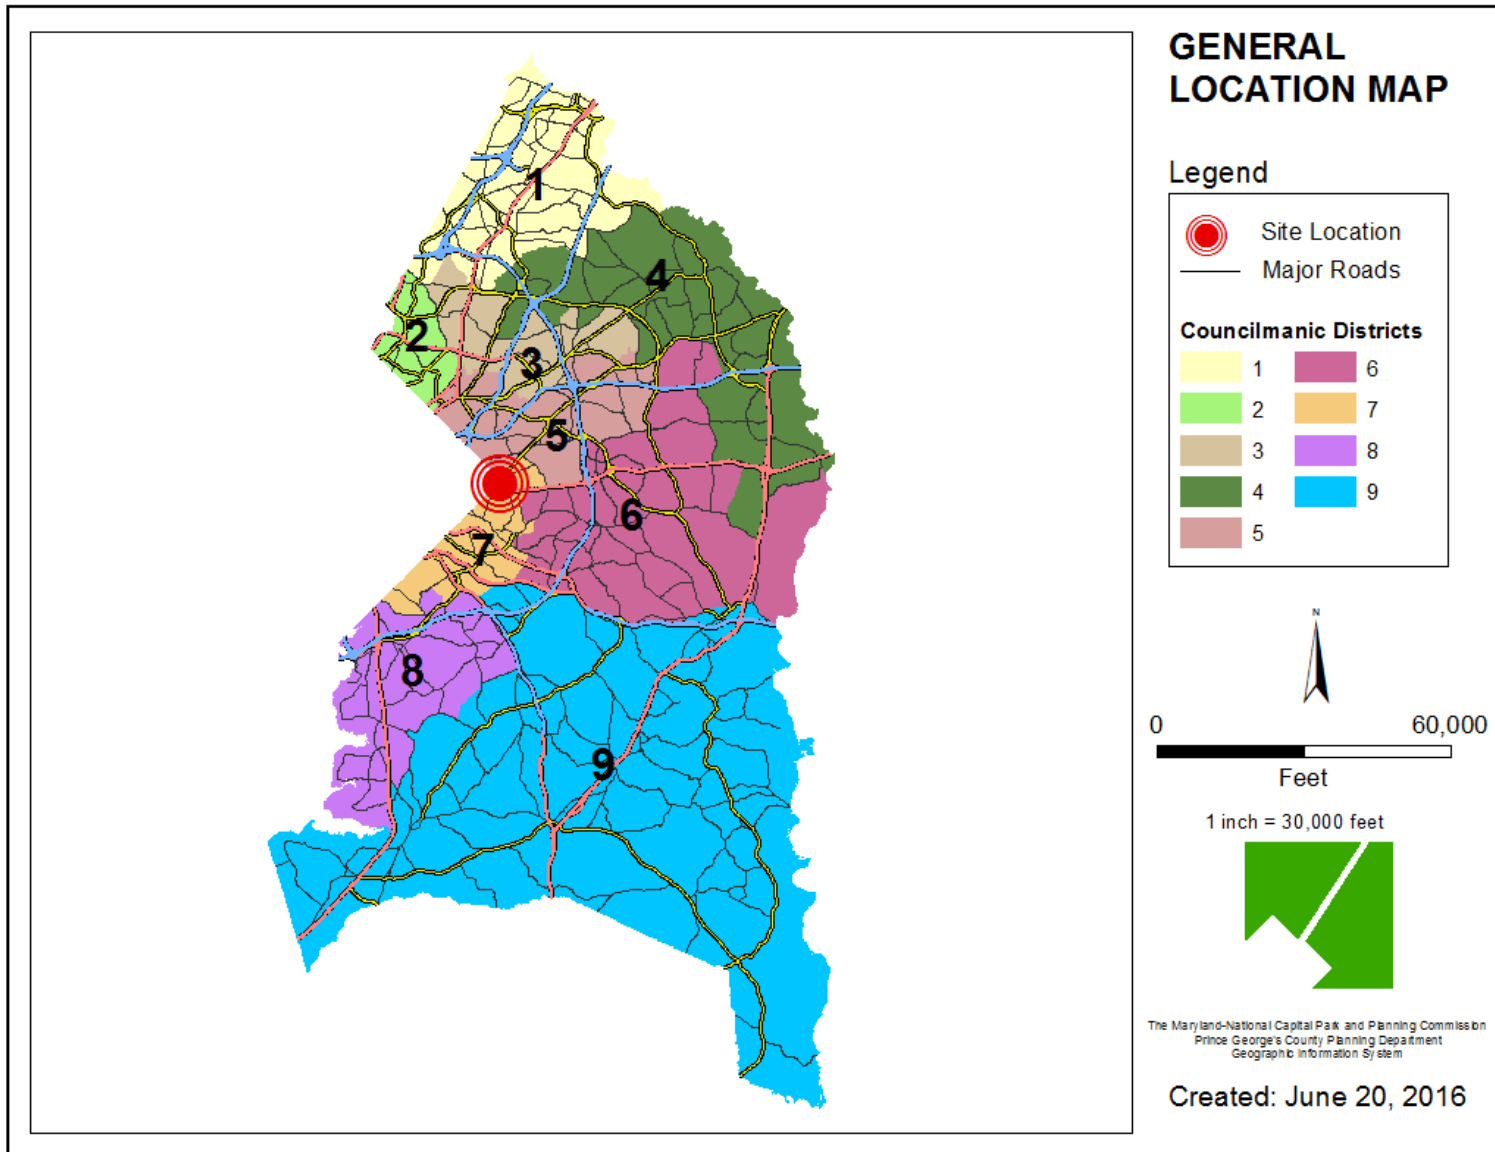 GENERAL
LOCATION MAP
Legend
Site Location
Major Roads
Councilmanic Districts
1 6
2 7
3 8
4 9
5
1
4
2
3
5
6
7
8
9
N
0 60,000
Feet
1 inch = 30,000 feet
The Maryland-National Capital Park and Planning Commission
Prince George's County Planning Department
Geographic Information System
Created: June 20, 2016